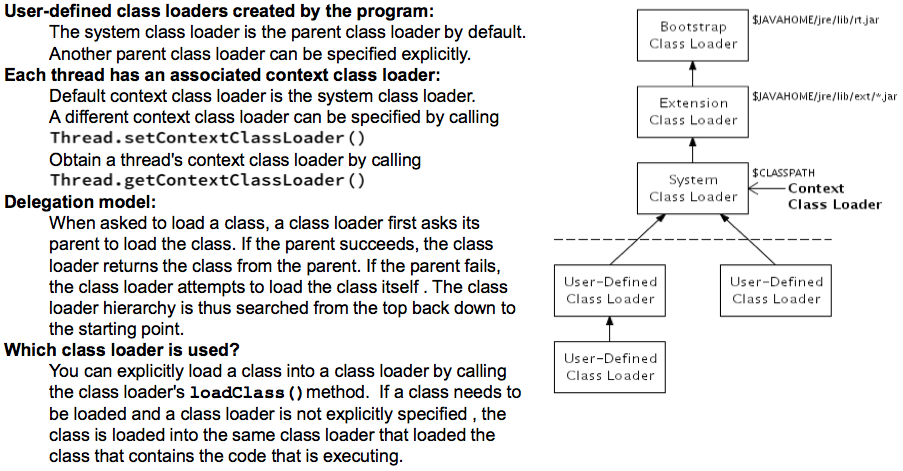 User-defined class loaders created by the program:
The system class loader is the parent class loader by default.
Another parent class loader can be specified explicitly.
Each thread has an associated context class loader:
Default context class loader is the system class loader.
A different context class loader can be specified by calling
Thread.setContextClassLoader()
Obtain a thread's context class loader by calling
Thread.getContextClassLoader()
Delegation model:
When asked to load a class, a class loader first asks its
parent to load the class. If the parent succeeds, the class
loader returns the class from the parent. If the parent fails,
the class loader attempts to load the class itself . The class
loader hierarchy is thus searched from the top back down to
the starting point.
Which class loader is used?
You can explicitly load a class into a class loader by calling
the class loader's loadClass() method.  If a class needs to
be loaded and a class loader is not explicitly specified , the
class is loaded into the same class loader that loaded the
class that contains the code that is executing.
Bootstrap
Class Loader
$JAVAHOME/jre/lib/rt.jar
Extension
Class Loader
$JAVAHOME/jre/lib/ext/*.jar
System
Class Loader
$CLASSPATH
Context
Class Loader
User-Defined
Class Loader
User-Defined
Class Loader
User-Defined
Class Loader